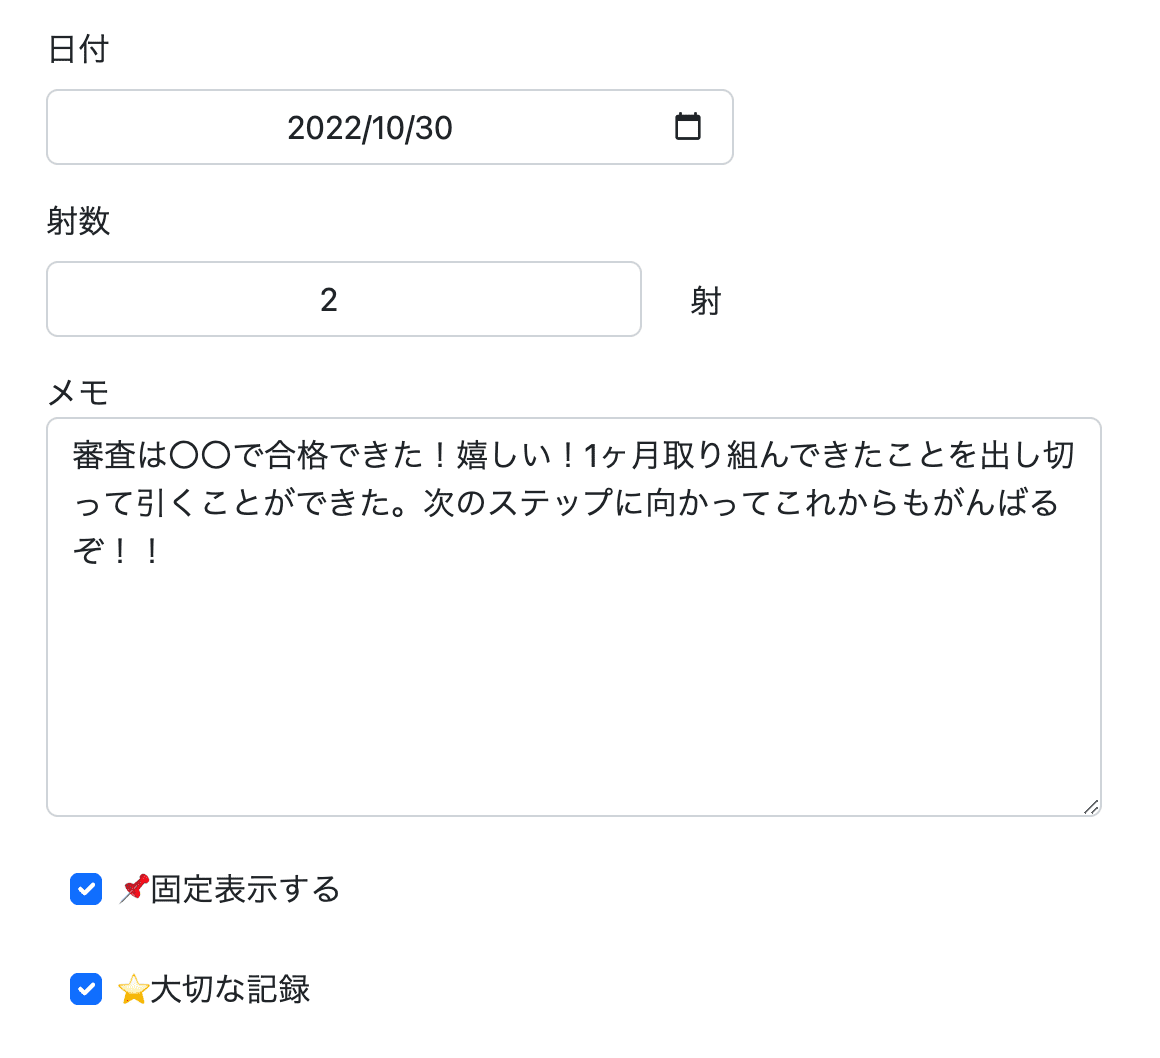 日付
2022/10/30
射数
2 射
メモ
審査は〇〇で合格できた！嬉しい！1ヶ月取り組んできたことを出し切
って引くことができた。次のステップに向かってこれからもがんばる
ぞ！！
📌固定表示する
⭐大切な記録